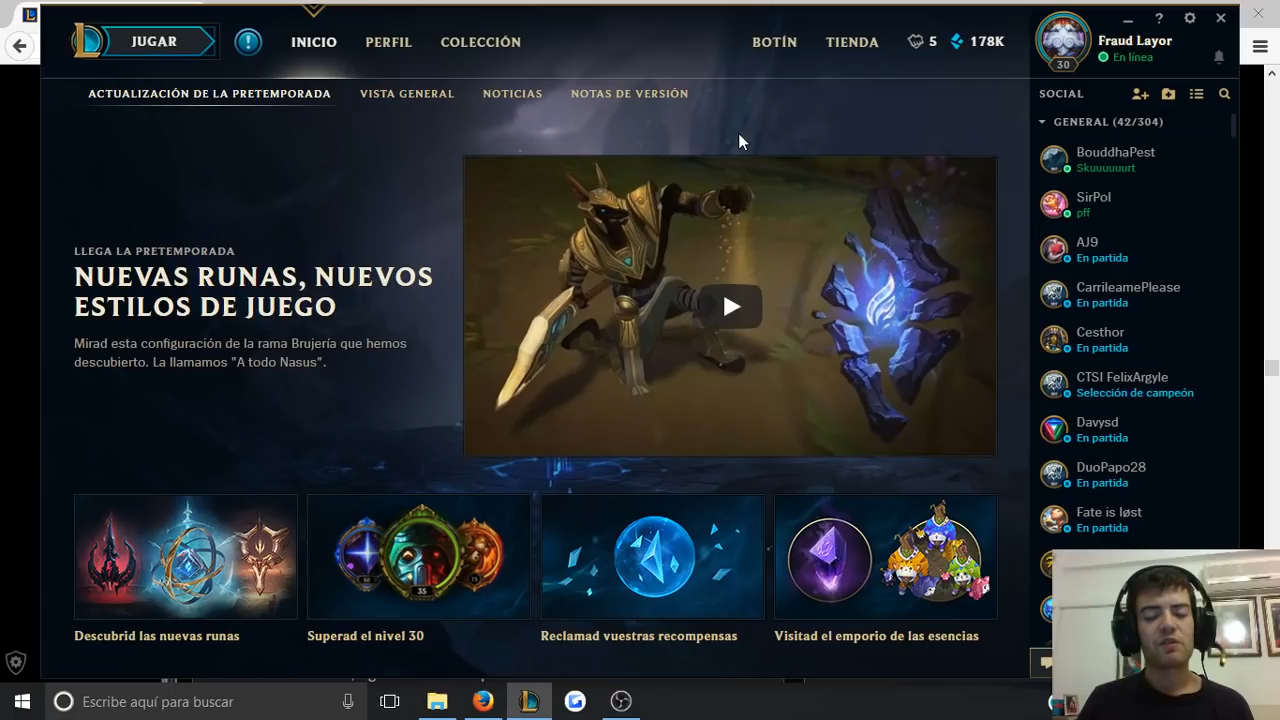 JUGAR
INICIO
PERFIL
COLECCIÓN
BOTÍN
TIENDA
5
178K
30
Fraud Layor
En línea
ACTUALIZACIÓN DE LA PRETEMPORADA
VISTA GENERAL
NOTICIAS
NOTAS DE VERSIÓN
SOCIAL
GENERAL (42/304)
BouddhaPest
Skuuuuuurt
SirPol
pff
AJ9
En partida
CarrileamePlease
En partida
Cesthor
En partida
CTSI FelixArgyle
Selección de campeón
Davysd
En partida
DuoPapo28
En partida
Fate is løst
En partida
LLEGA LA PRETEMPORADA
NUEVAS RUNAS, NUEVOS
ESTILOS DE JUEGO
Mirad esta configuración de la rama Brujería que hemos
descubierto. La llamamos "A todo Nasus".
50
35
75
Descubrid las nuevas runas
Superad el nivel 30
Reclamad vuestras recompensas
Visitad el emporio de las esencias
Escribe aquí para buscar